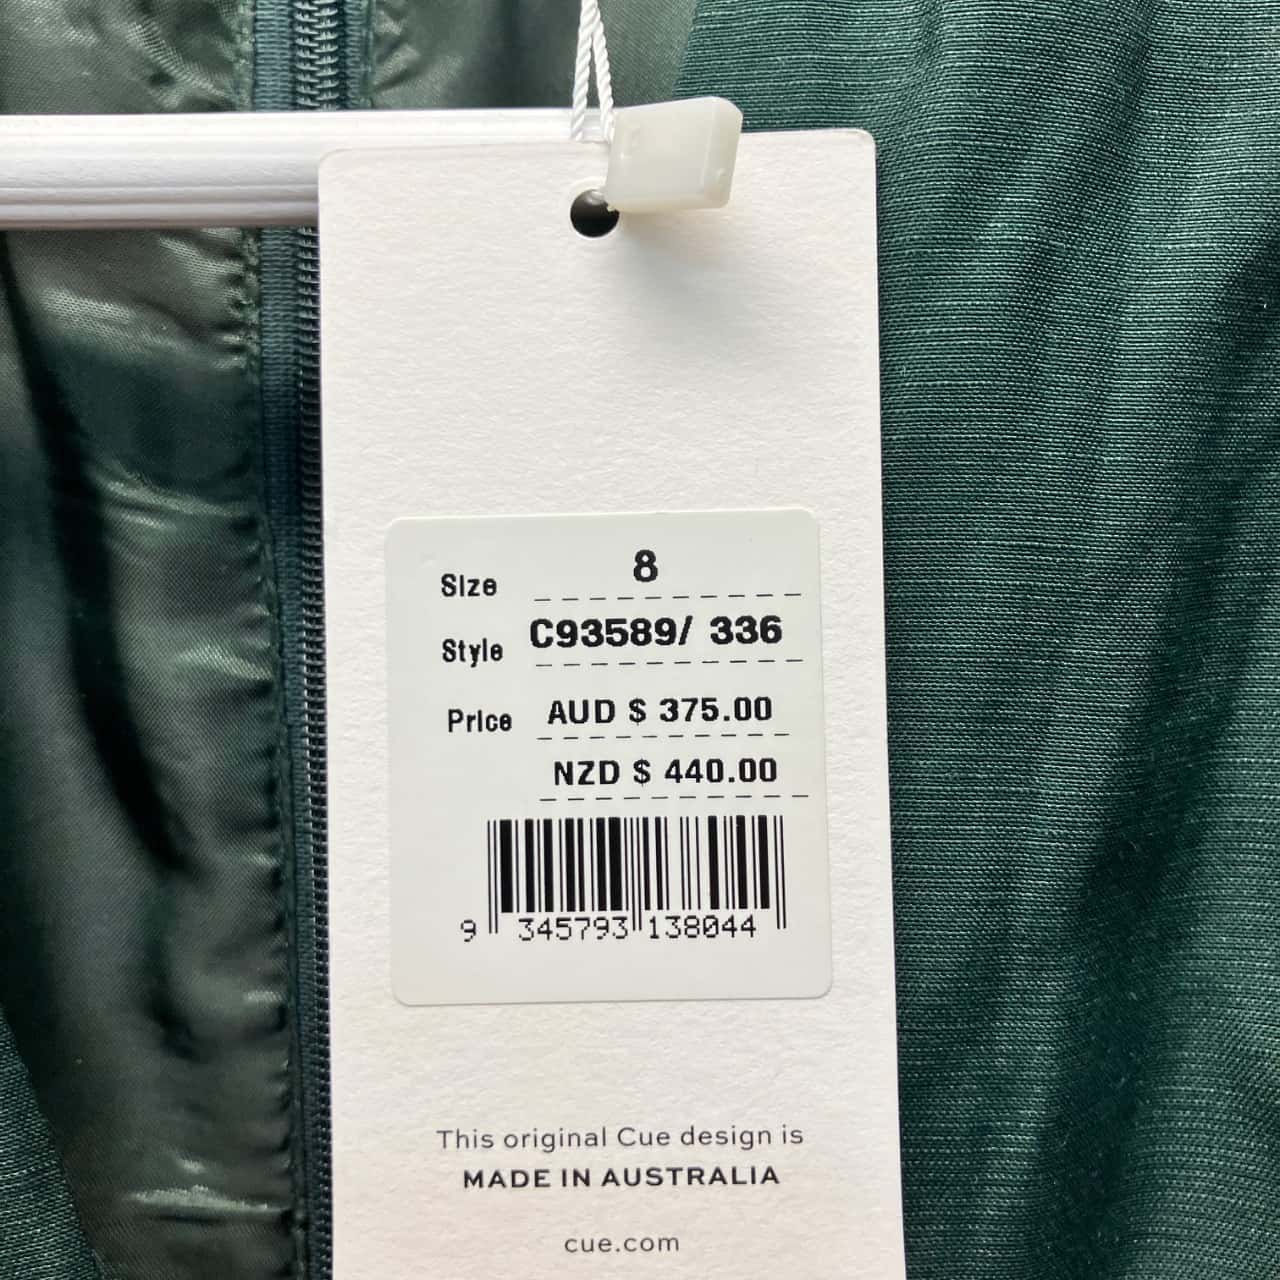 Size 8
Style C93589/ 336
Price AUD $ 375.00
NZD $ 440.00
9 345793 138044
This original Cue design is
MADE IN AUSTRALIA
cue.com